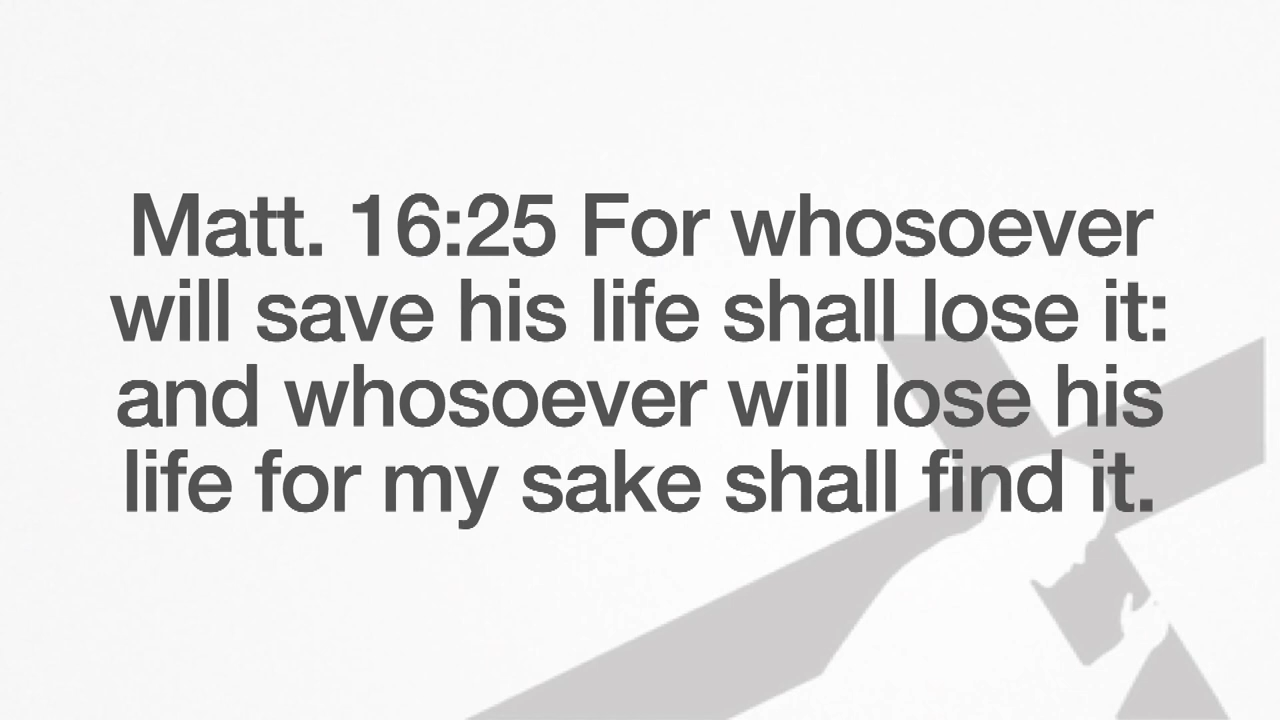 Matt. 16:25 For whosoever
will save his life shall lose it:
and whosoever will lose his
life for my sake shall find it.